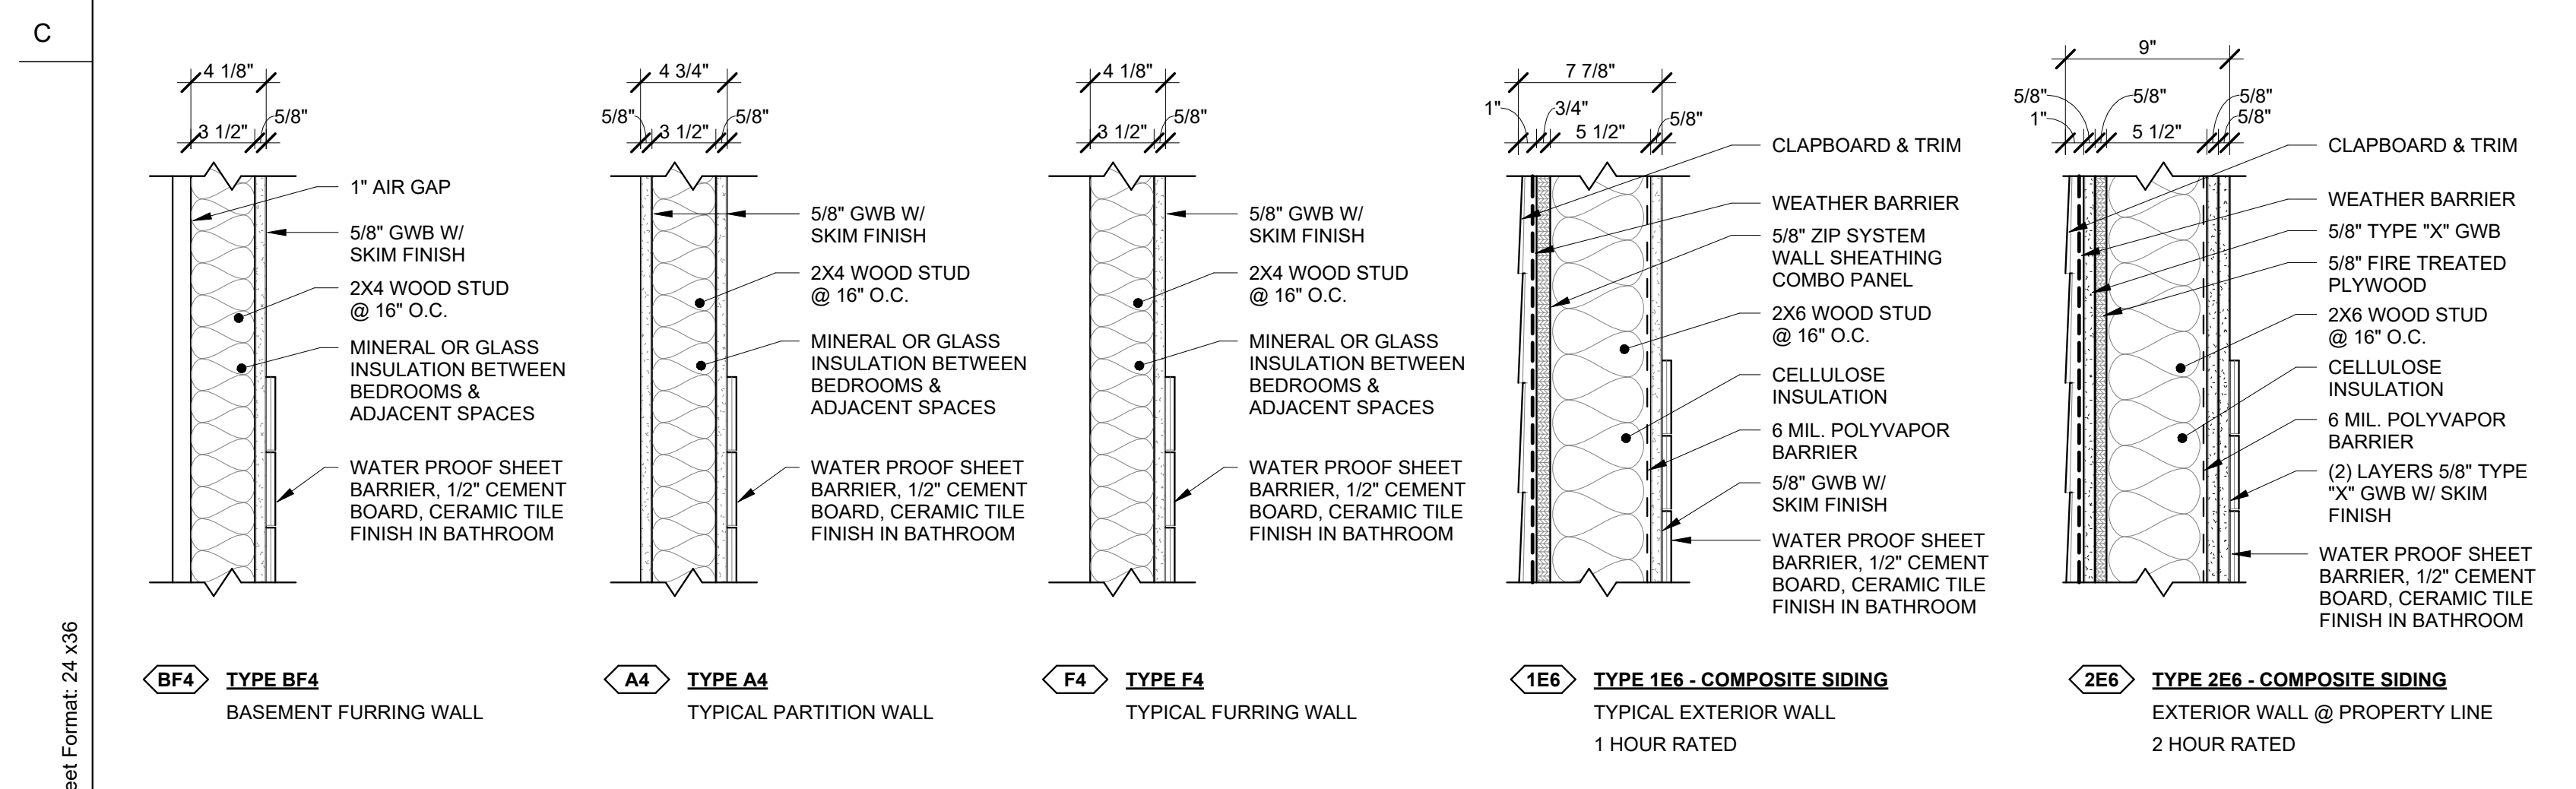 C
eet Format: 24 x36
4 1/8"
3 1/2"
5/8"
1" AIR GAP
5/8" GWB W/
SKIM FINISH
2X4 WOOD STUD
@ 16" O.C.
MINERAL OR GLASS
INSULATION BETWEEN
BEDROOMS &
ADJACENT SPACES
WATER PROOF SHEET
BARRIER, 1/2" CEMENT
BOARD, CERAMIC TILE
FINISH IN BATHROOM
BF4
TYPE BF4
BASEMENT FURRING WALL
4 3/4"
5/8"
3 1/2"
5/8"
5/8" GWB W/
SKIM FINISH
2X4 WOOD STUD
@ 16" O.C.
MINERAL OR GLASS
INSULATION BETWEEN
BEDROOMS &
ADJACENT SPACES
WATER PROOF SHEET
BARRIER, 1/2" CEMENT
BOARD, CERAMIC TILE
FINISH IN BATHROOM
A4
TYPE A4
TYPICAL PARTITION WALL
4 1/8"
3 1/2"
5/8"
5/8" GWB W/
SKIM FINISH
2X4 WOOD STUD
@ 16" O.C.
MINERAL OR GLASS
INSULATION BETWEEN
BEDROOMS &
ADJACENT SPACES
WATER PROOF SHEET
BARRIER, 1/2" CEMENT
BOARD, CERAMIC TILE
FINISH IN BATHROOM
F4
TYPE F4
TYPICAL FURRING WALL
7 7/8"
1"
3/4"
5 1/2"
5/8"
CLAPBOARD & TRIM
WEATHER BARRIER
5/8" ZIP SYSTEM
WALL SHEATHING
COMBO PANEL
2X6 WOOD STUD
@ 16" O.C.
CELLULOSE
INSULATION
6 MIL. POLYVAPOR
BARRIER
5/8" GWB W/
SKIM FINISH
WATER PROOF SHEET
BARRIER, 1/2" CEMENT
BOARD, CERAMIC TILE
FINISH IN BATHROOM
1E6
TYPE 1E6 - COMPOSITE SIDING
TYPICAL EXTERIOR WALL
1 HOUR RATED
9"
5/8"
5/8"
5/8"
1"
5 1/2"
5/8"
CLAPBOARD & TRIM
WEATHER BARRIER
5/8" TYPE "X" GWB
5/8" FIRE TREATED
PLYWOOD
2X6 WOOD STUD
@ 16" O.C.
CELLULOSE
INSULATION
6 MIL. POLYVAPOR
BARRIER
(2) LAYERS 5/8" TYPE
"X" GWB W/ SKIM
FINISH
WATER PROOF SHEET
BARRIER, 1/2" CEMENT
BOARD, CERAMIC TILE
FINISH IN BATHROOM
2E6
TYPE 2E6 - COMPOSITE SIDING
EXTERIOR WALL @ PROPERTY LINE
2 HOUR RATED